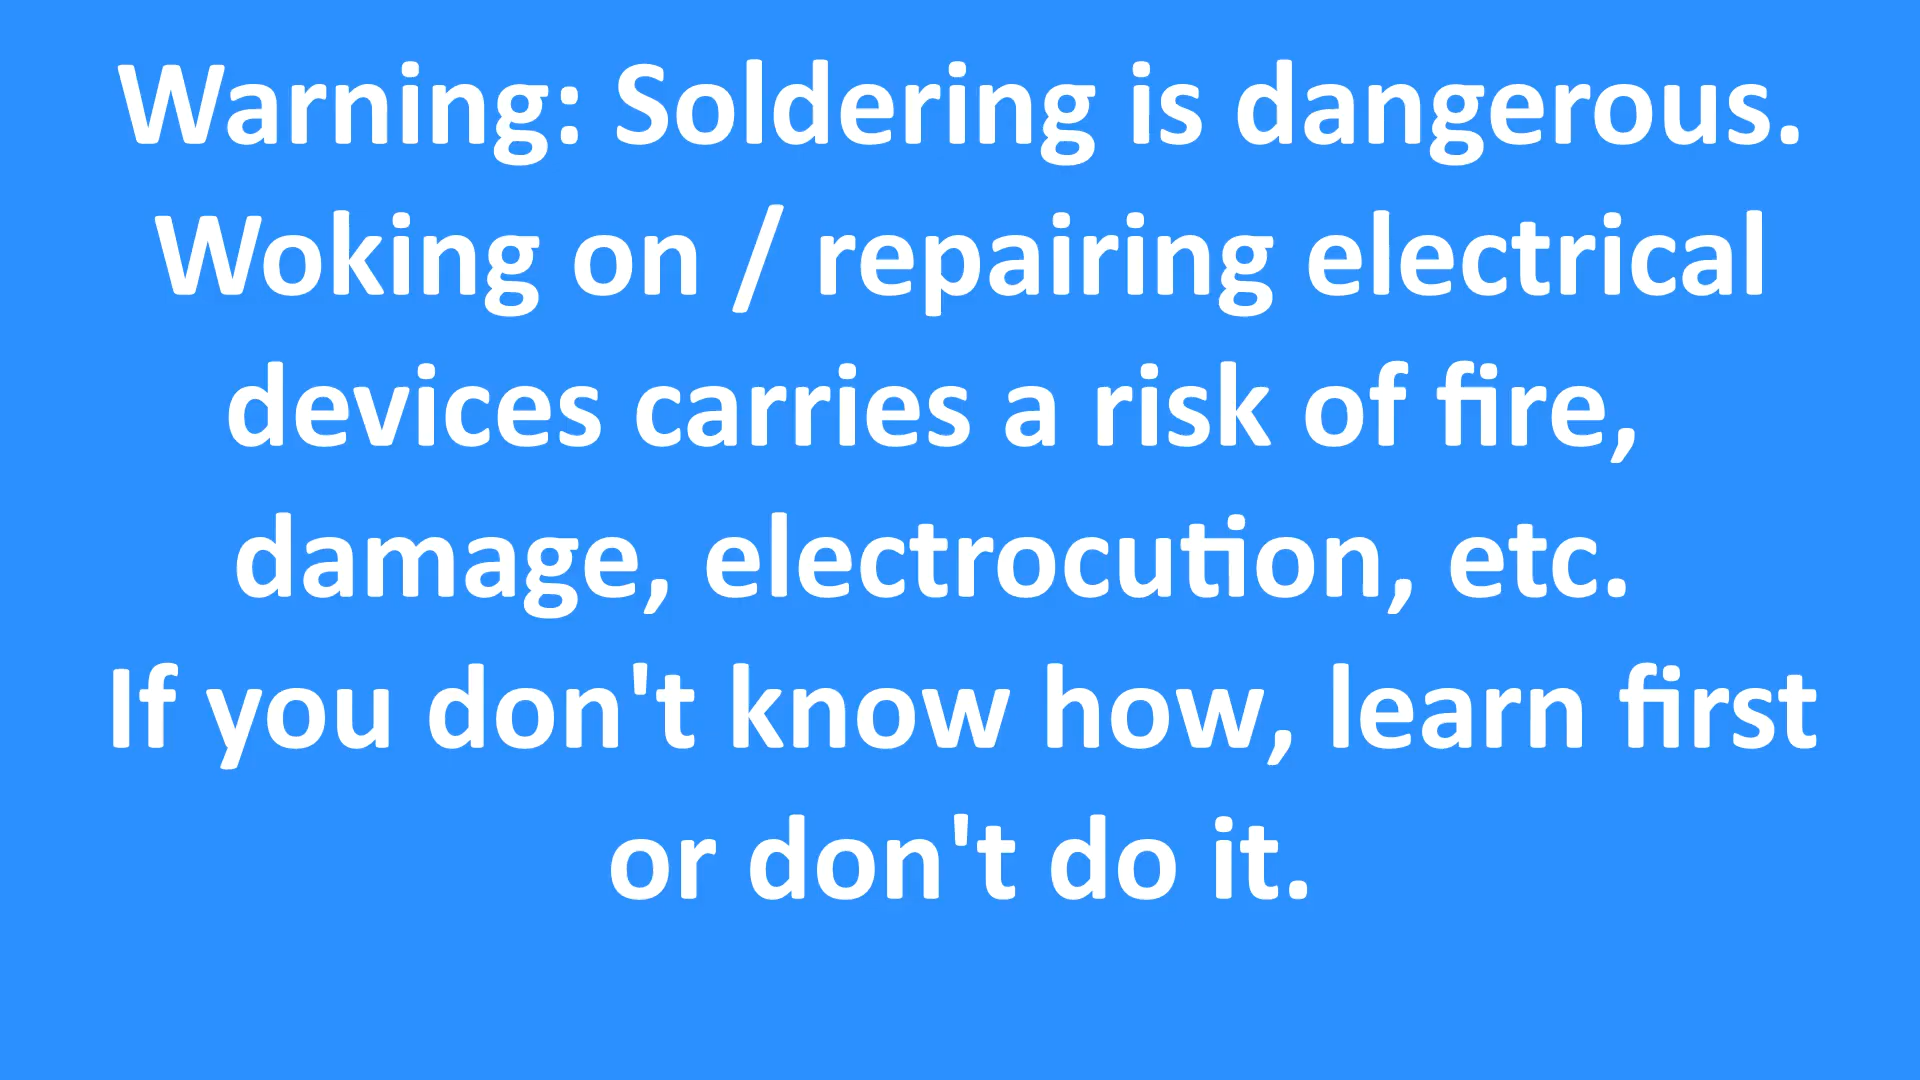 Warning: Soldering is dangerous.
Woking on / repairing electrical
devices carries a risk of fire,
damage, electrocution, etc.
If you don't know how, learn first
or don't do it.